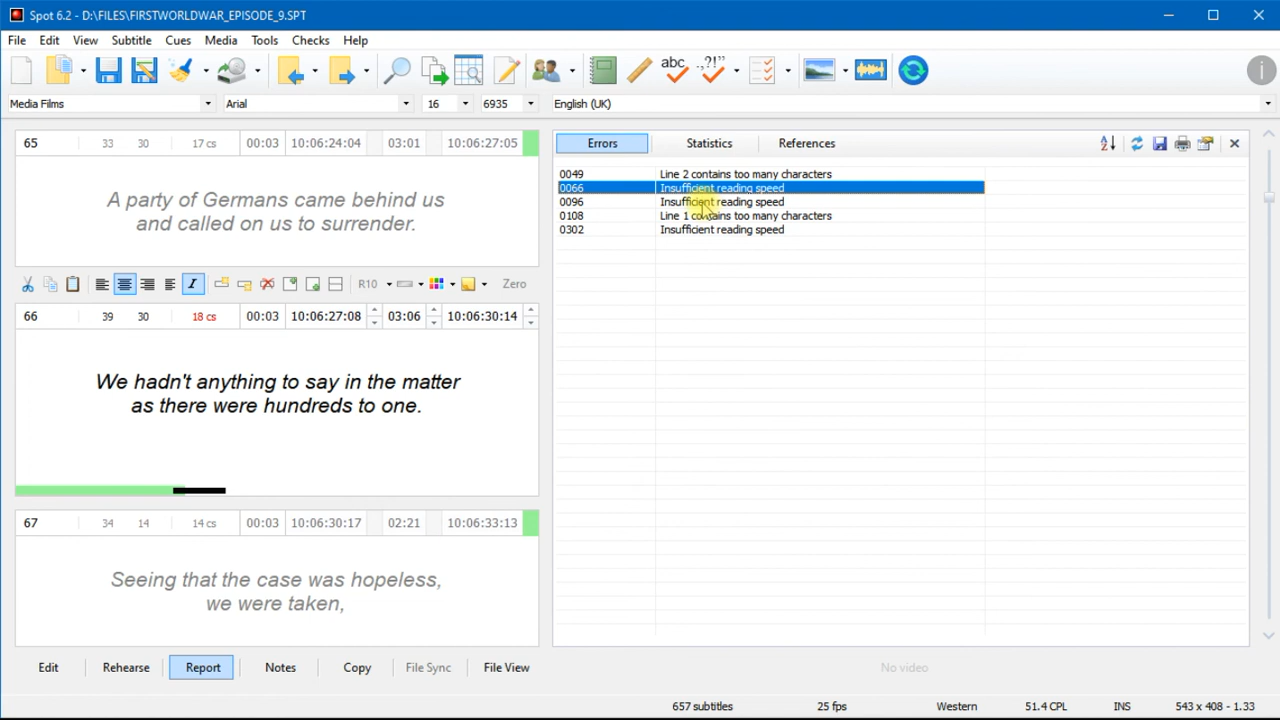 Spot 6.2 - D:\FILES\FIRSTWORLDWAR_EPISODE_9.SPT
File Edit View Subtitle Cues Media Tools Checks Help
abc .,?!"
Media Films Arial 16 6935 English (UK)
65 33 30 17 cs 00:03 10:06:24:04 03:01 10:06:27:05
A party of Germans came behind us
and called on us to surrender.
I R10 Zero
66 39 30 18 cs 00:03 10:06:27:08 03:06 10:06:30:14
We hadn't anything to say in the matter
as there were hundreds to one.
67 34 14 14 cs 00:03 10:06:30:17 02:21 10:06:33:13
Seeing that the case was hopeless,
we were taken,
Errors Statistics References
0049 Line 2 contains too many characters
0066 Insufficient reading speed
0096 Insufficient reading speed
0108 Line 1 contains too many characters
0302 Insufficient reading speed
Edit Rehearse Report Notes Copy File Sync File View No video
657 subtitles 25 fps Western 51.4 CPL INS 543 x 408 - 1.33